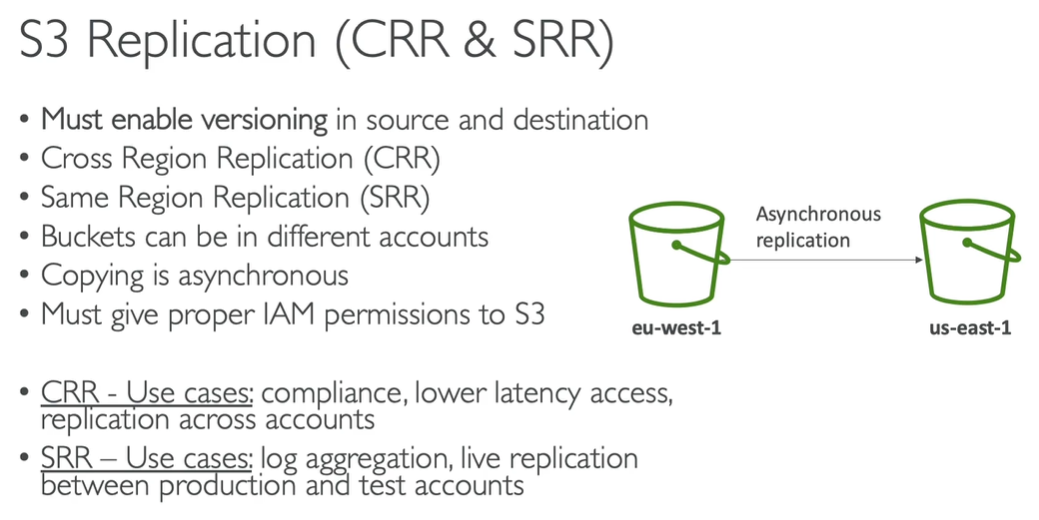 S3 Replication (CRR & SRR)
• Must enable versioning in source and destination
• Cross Region Replication (CRR)
• Same Region Replication (SRR)
• Buckets can be in different accounts
• Copying is asynchronous
• Must give proper IAM permissions to S3
• CRR - Use cases: compliance, lower latency access,
replication across accounts
• SRR – Use cases: log aggregation, live replication
between production and test accounts
Asynchronous
replication
eu-west-1
us-east-1